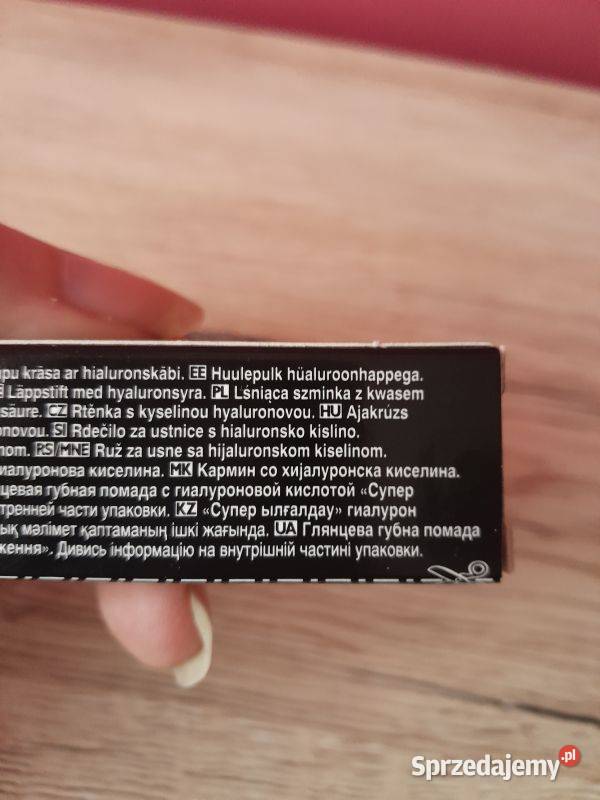 krāsa ar hialuronskābi. EE Huulepulk hüaluroonhappega.
Läppstift med hyaluronsyra. PL Lśniąca szminka z kwasem
säure. CZ Rtěnka s kyselinou hyaluronovou. HU Ajakrúzs
onovou. SI Rdečilo za ustnice s hialuronsko kislino.
nom. RS/MNE Ruž za usne sa hijaluronskom kiselinom.
иалуронова киселина. MK Кармин со хијалуронска киселина.
цевая губная помада с гиалуроновой кислотой «Супер
тренней части упаковки. KZ «Супер ылғалдау» гиалурон
ық мәлімет қаптаманың ішкі жағында. UA Глянцева губна помада
ження». Дивись інформацію на внутрішній частині упаковки.
Sprzedajemy.pl